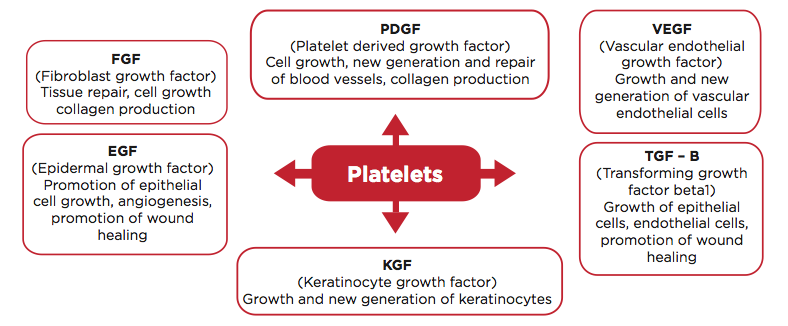 FGF
(Fibroblast growth factor)
Tissue repair, cell growth
collagen production
PDGF
(Platelet derived growth factor)
Cell growth, new generation and repair
of blood vessels, collagen production
VEGF
(Vascular endothelial
growth factor)
Growth and new
generation of vascular
endothelial cells
EGF
(Epidermal growth factor)
Promotion of epithelial
cell growth, angiogenesis,
promotion of wound
healing
Platelets
TGF – B
(Transforming growth
factor beta1)
Growth of epithelial
cells, endothelial cells,
promotion of wound
healing
KGF
(Keratinocyte growth factor)
Growth and new generation of keratinocytes